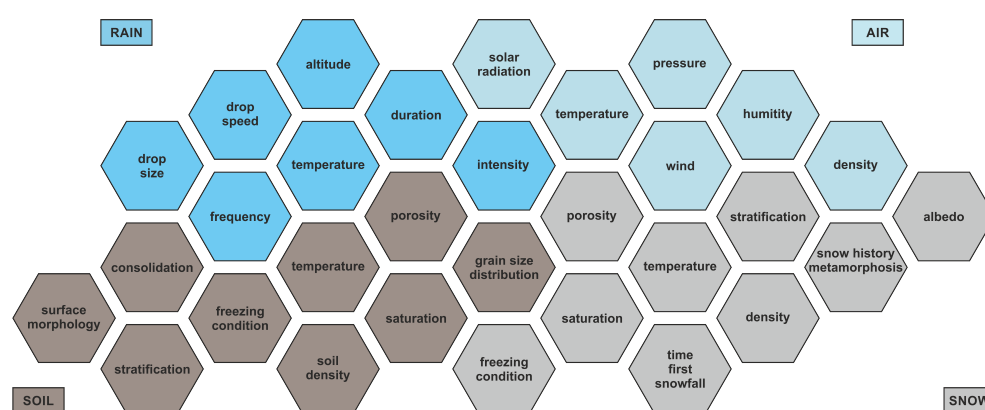 RAIN
AIR
altitude
solar
radiation
pressure
drop
speed
duration
temperature
humitity
drop
size
temperature
intensity
wind
density
frequency
porosity
porosity
stratification
albedo
consolidation
temperature
grain size
distribution
temperature
snow history
metamorphosis
surface
morphology
freezing
condition
saturation
saturation
density
stratification
soil
density
freezing
condition
time
first
snowfall
SOIL
SNOW